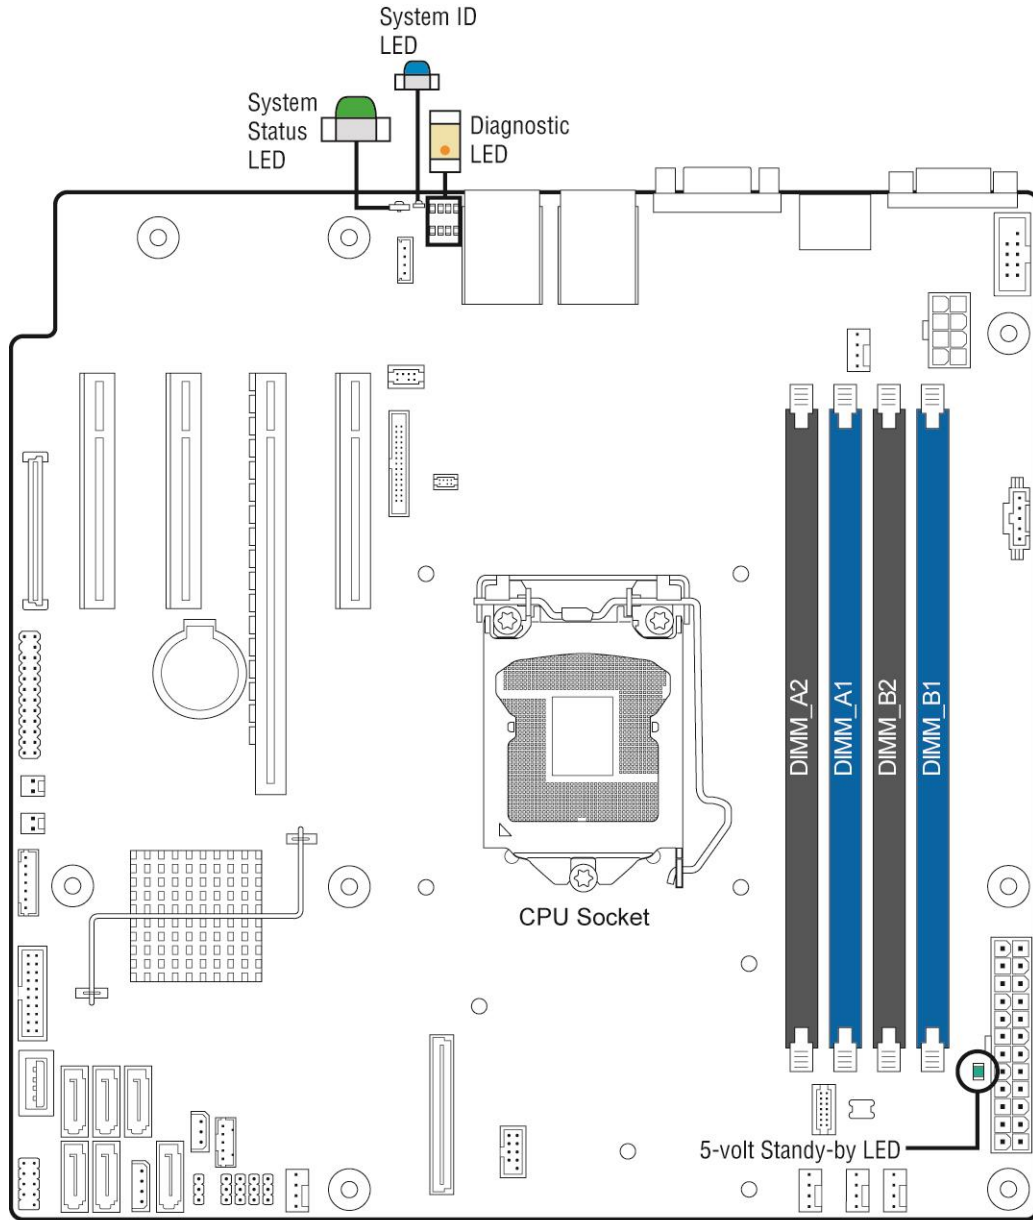 System ID
LED
System
Status
LED
Diagnostic
LED
DIMM_A2
DIMM_A1
DIMM_B2
DIMM_B1
CPU Socket
5-volt Standy-by LED